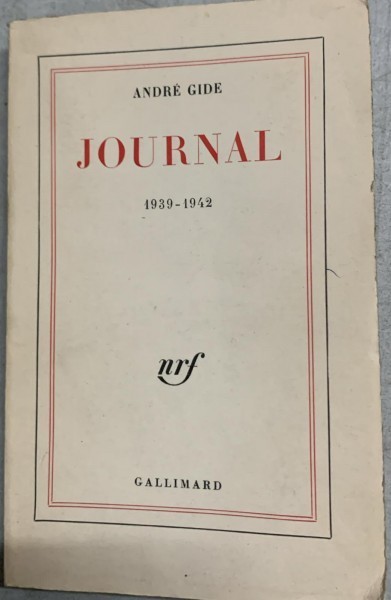 ANDRÉ GIDE
JOURNAL
1939-1942
nrf
GALLIMARD